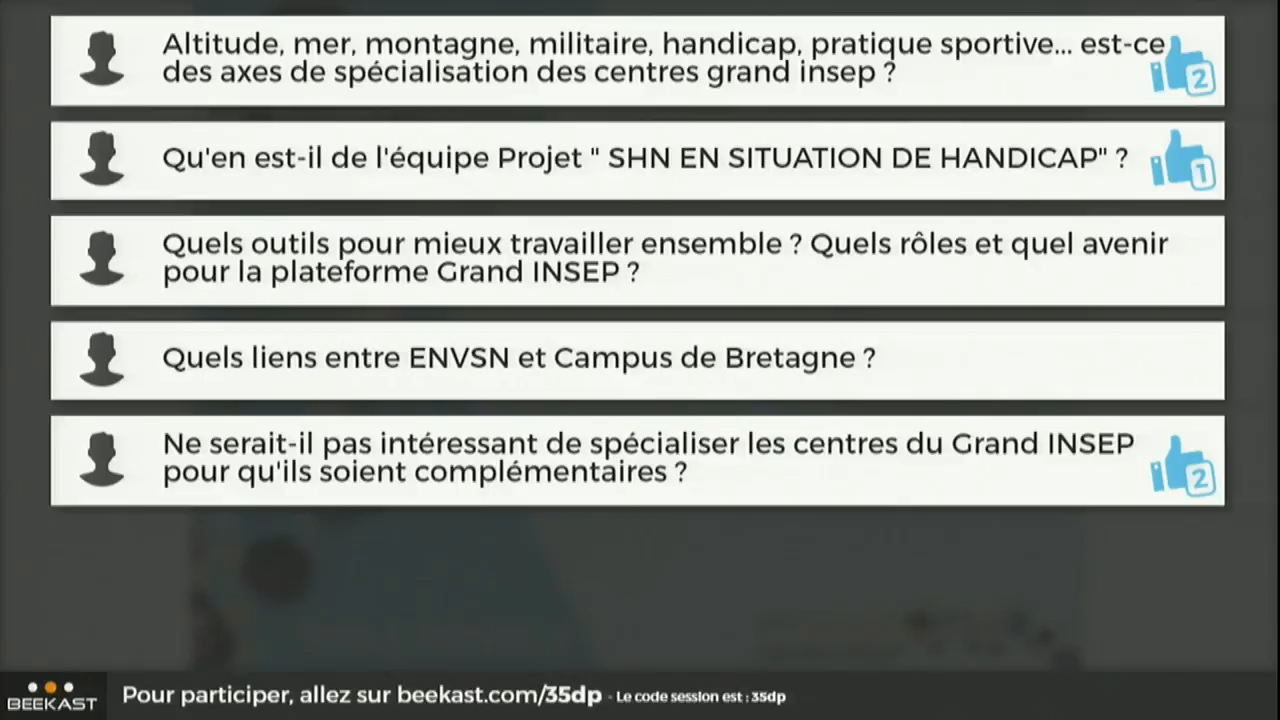 Altitude, mer, montagne, militaire, handicap, pratique sportive... est-ce
des axes de spécialisation des centres grand insep ?
2
Qu'en est-il de l'équipe Projet " SHN EN SITUATION DE HANDICAP" ?
1
Quels outils pour mieux travailler ensemble ? Quels rôles et quel avenir
pour la plateforme Grand INSEP ?
Quels liens entre ENVSN et Campus de Bretagne ?
Ne serait-il pas intéressant de spécialiser les centres du Grand INSEP
pour qu'ils soient complémentaires ?
2
BEEKAST
Pour participer, allez sur beekast.com/35dp - Le code session est : 35dp